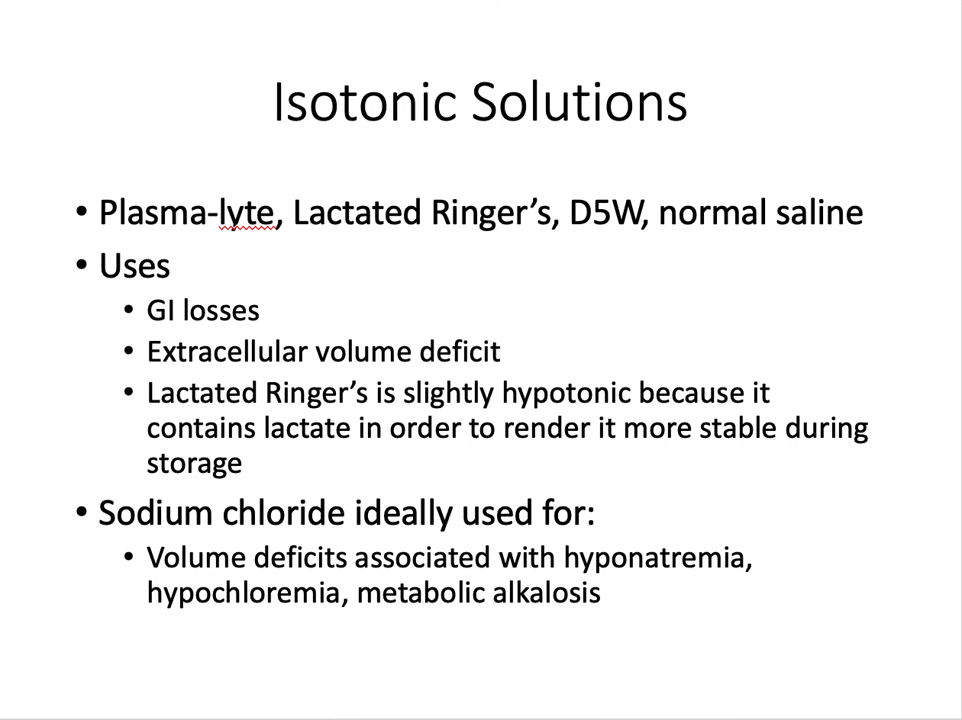 Isotonic Solutions
• Plasma-lyte, Lactated Ringer’s, D5W, normal saline
• Uses
• GI losses
• Extracellular volume deficit
• Lactated Ringer’s is slightly hypotonic because it
contains lactate in order to render it more stable during
storage
• Sodium chloride ideally used for:
• Volume deficits associated with hyponatremia,
hypochloremia, metabolic alkalosis